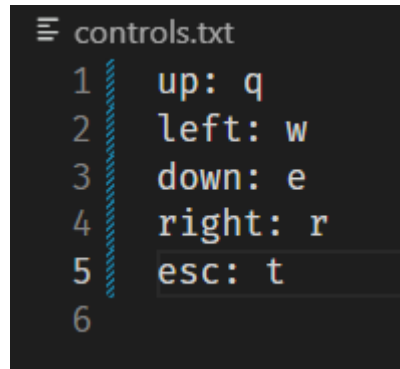 controls.txt
1 up: q
2 left: w
3 down: e
4 right: r
5 esc: t
6